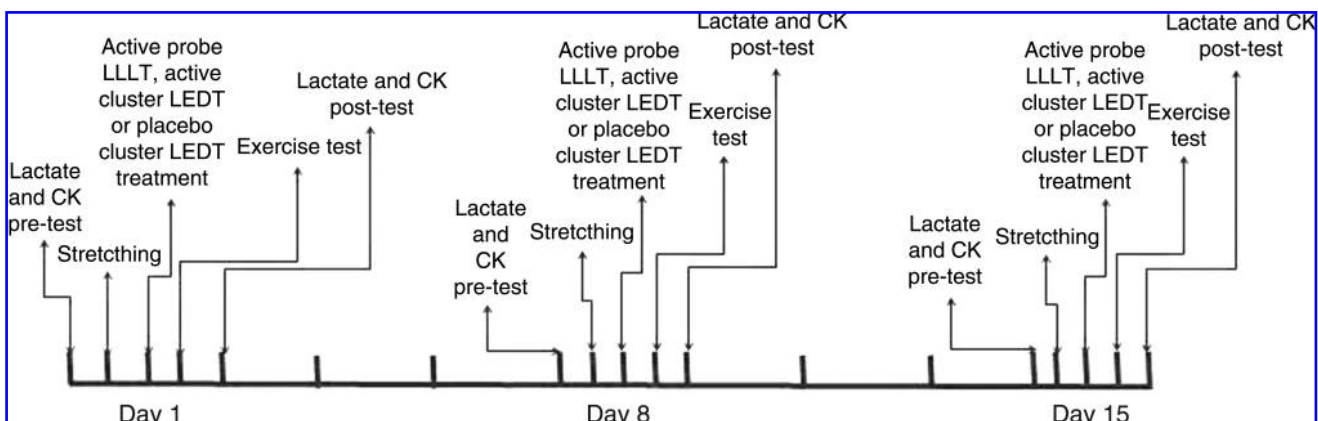 Lactate
and CK
pre-test
Stretcthing
Active probe
LLLT, active
cluster LEDT
or placebo
cluster LEDT
treatment
Exercise test
Lactate and CK
post-test
Lactate
and
CK
pre-test
Stretcthing
Active probe
LLLT, active
cluster LEDT
or placebo
cluster LEDT
treatment
Exercise
test
Lactate and CK
post-test
Lactate
and CK
pre-test
Stretcthing
Active probe
LLLT, active
cluster LEDT
or placebo
cluster LEDT
treatment
Exercise
test
Lactate and CK
post-test
Day 1
Day 8
Day 15